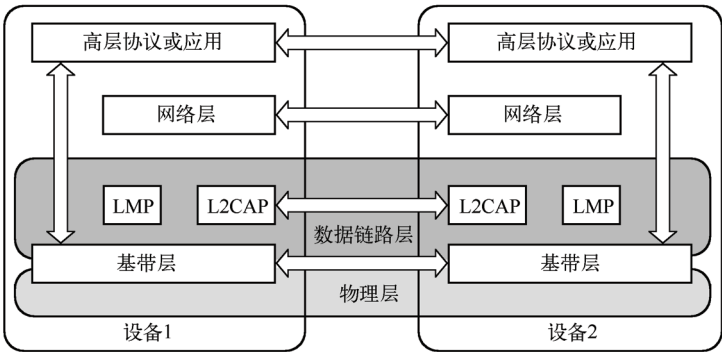 高层协议或应用
高层协议或应用
网络层
网络层
LMP
L2CAP
L2CAP
LMP
数据链路层
基带层
基带层
物理层
设备1
设备2